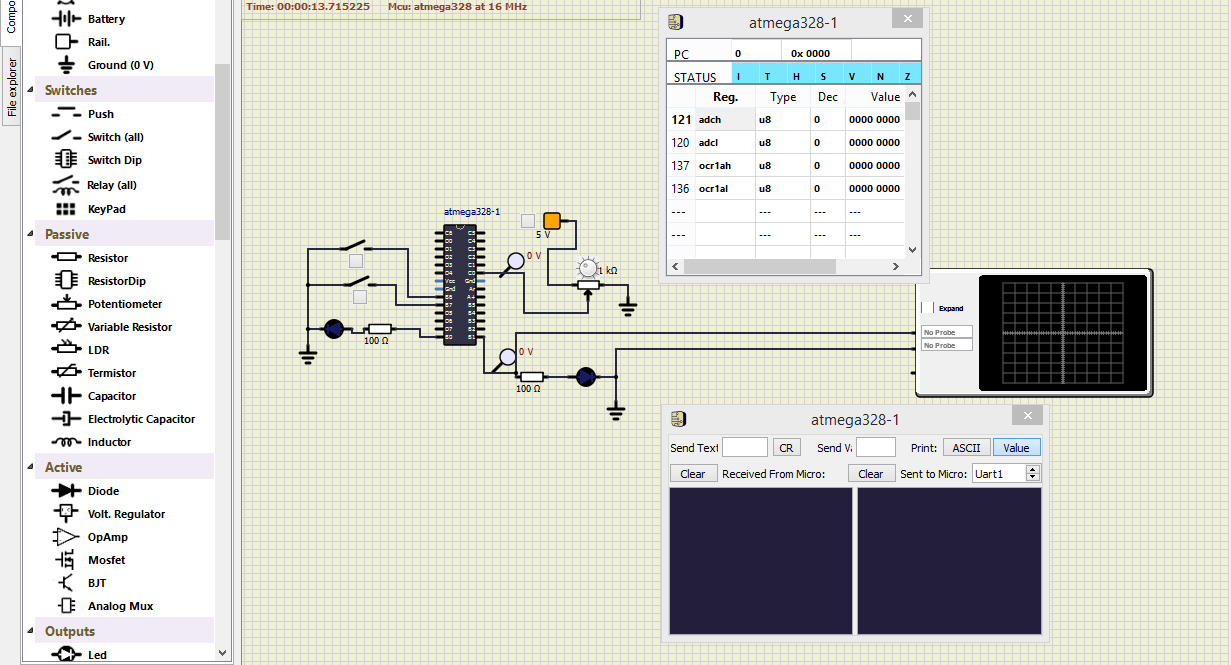 Compo
File explorer
Battery
Rail.
Ground (0 V)
Switches
Push
Switch (all)
Switch Dip
Relay (all)
KeyPad
Passive
Resistor
ResistorDip
Potentiometer
Variable Resistor
LDR
Termistor
Capacitor
Electrolytic Capacitor
Inductor
Active
Diode
Volt. Regulator
OpAmp
Mosfet
BJT
Analog Mux
Outputs
Led
Time: 00:00:13.715225 Mcu: atmega328 at 16 MHz
atmega328-1
5 V
0 V
1 kΩ
100 Ω
0 V
100 Ω
atmega328-1
PC 0 0x 0000
STATUS I T H S V N Z
Reg. Type Dec Value
121 adch u8 0 0000 0000
120 adcl u8 0 0000 0000
137 ocr1ah u8 0 0000 0000
136 ocr1al u8 0 0000 0000
--- --- --- ---
--- --- --- ---
Expand
No Probe
No Probe
atmega328-1
Send Text CR Send Va Print: ASCII Value
Clear Received From Micro: Clear Sent to Micro: Uart1